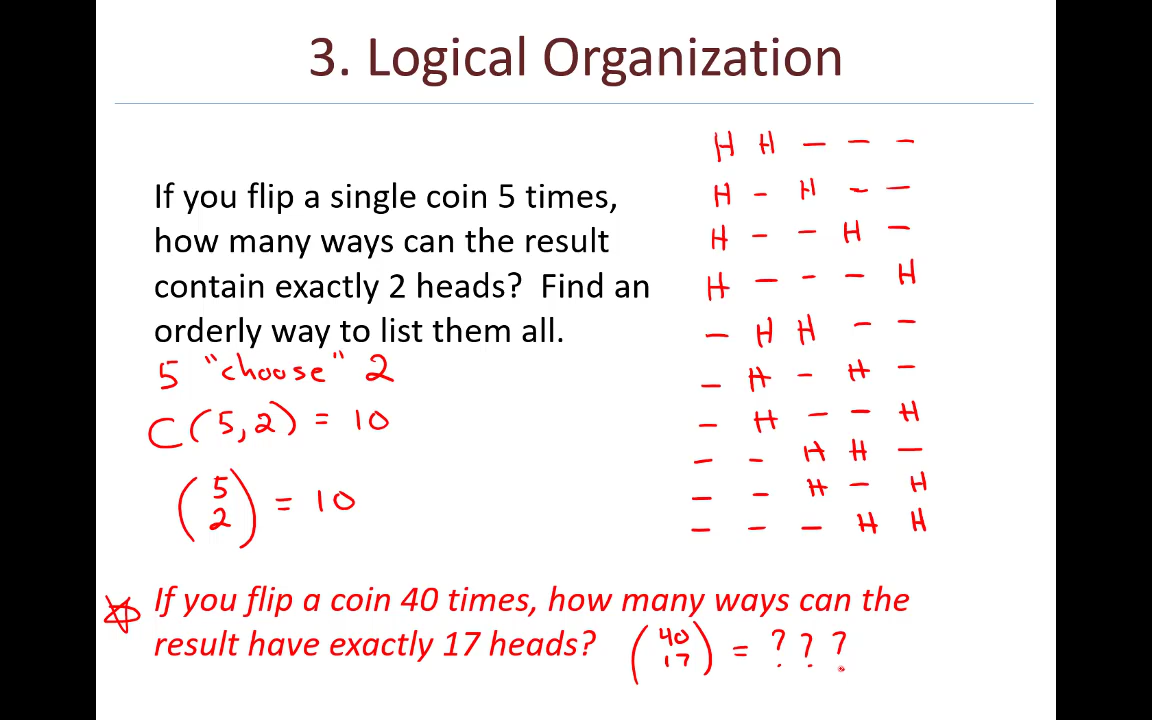 3. Logical Organization
If you flip a single coin 5 times,
how many ways can the result
contain exactly 2 heads?  Find an
orderly way to list them all.
5 "choose" 2
C(5,2) = 10
(5
2) = 10
H H - - -
H - H - -
H - - H -
H - - - H
- H H - -
- H - H -
- H - - H
- - H H -
- - H - H
- - - H H
If you flip a coin 40 times, how many ways can the
result have exactly 17 heads? (40
17) = ? ? ?